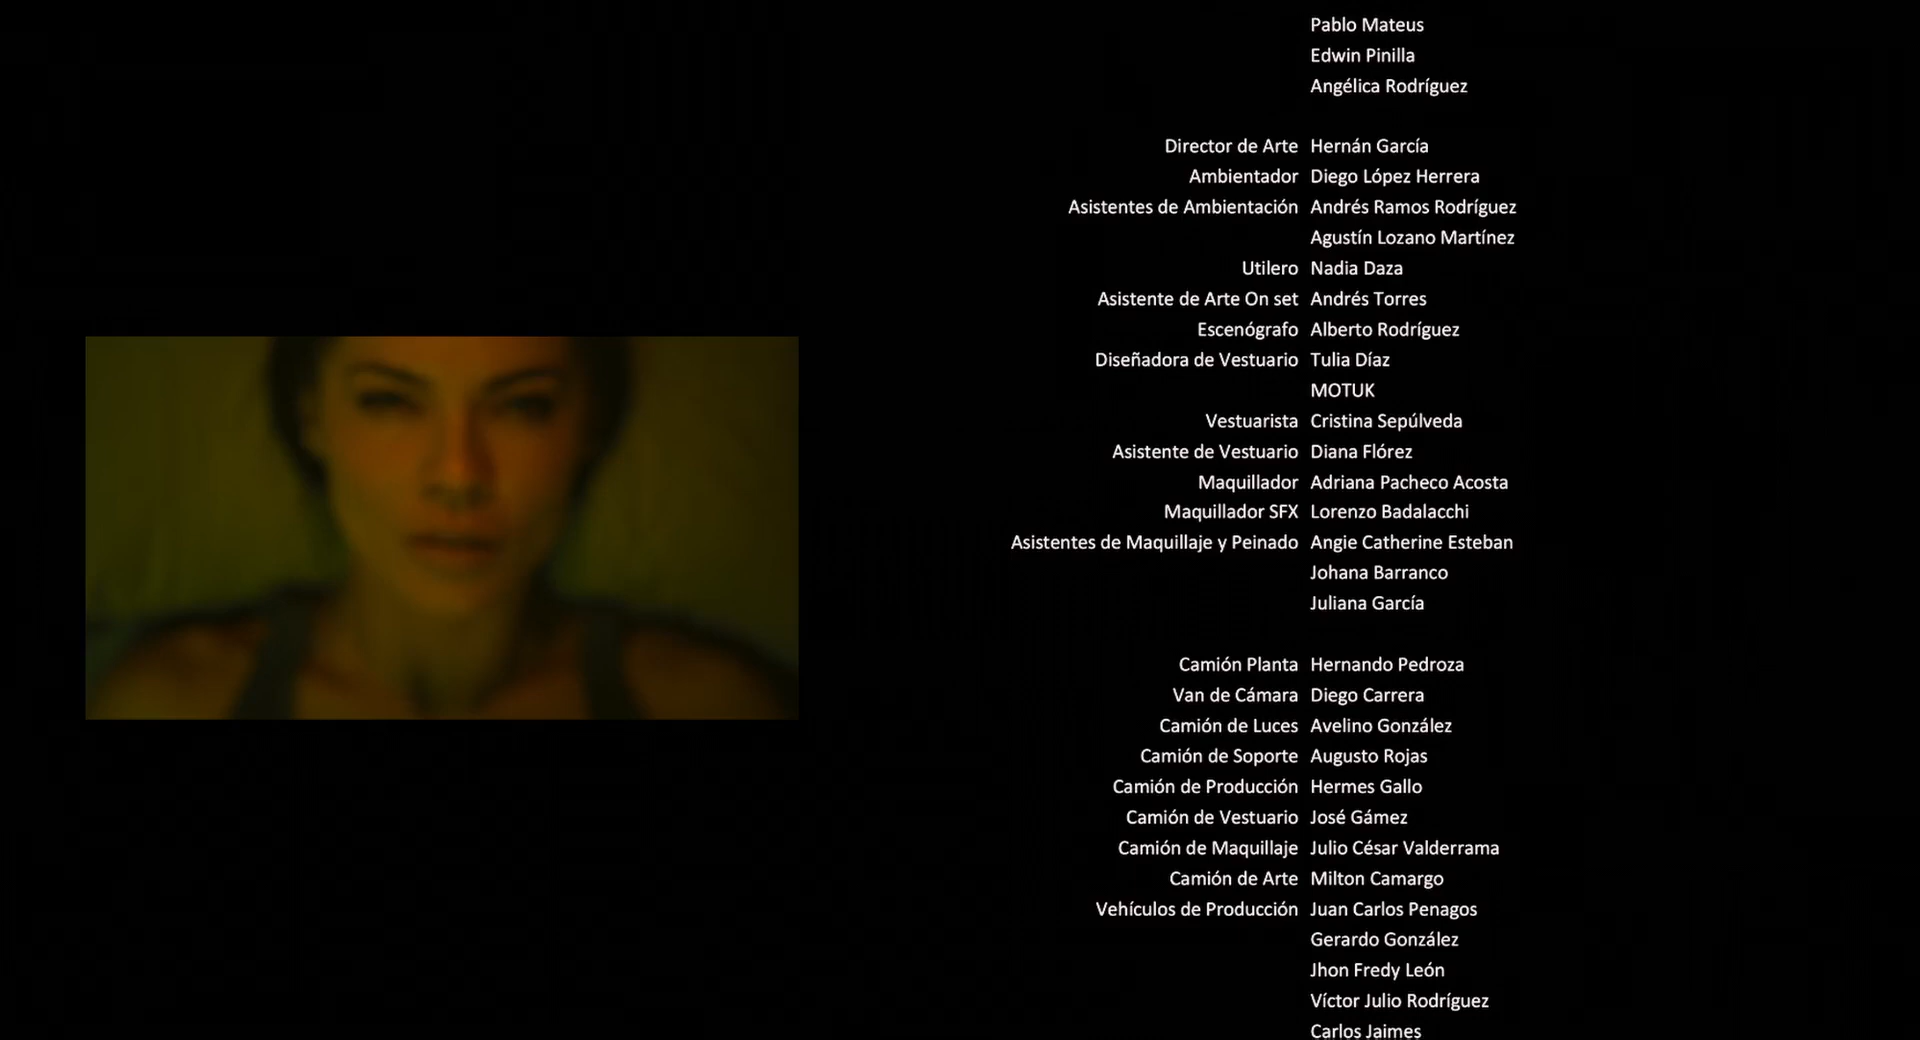 Pablo Mateus
Edwin Pinilla
Angélica Rodríguez
Director de Arte Hernán García
Ambientador Diego López Herrera
Asistentes de Ambientación Andrés Ramos Rodríguez
Agustín Lozano Martínez
Utilero Nadia Daza
Asistente de Arte On set Andrés Torres
Escenógrafo Alberto Rodríguez
Diseñadora de Vestuario Tulia Díaz
MOTUK
Vestuarista Cristina Sepúlveda
Asistente de Vestuario Diana Flórez
Maquillador Adriana Pacheco Acosta
Maquillador SFX Lorenzo Badalacchi
Asistentes de Maquillaje y Peinado Angie Catherine Esteban
Johana Barranco
Juliana García
Camión Planta Hernando Pedroza
Van de Cámara Diego Carrera
Camión de Luces Avelino González
Camión de Soporte Augusto Rojas
Camión de Producción Hermes Gallo
Camión de Vestuario José Gámez
Camión de Maquillaje Julio César Valderrama
Camión de Arte Milton Camargo
Vehículos de Producción Juan Carlos Penagos
Gerardo González
Jhon Fredy León
Víctor Julio Rodríguez
Carlos Jaimes